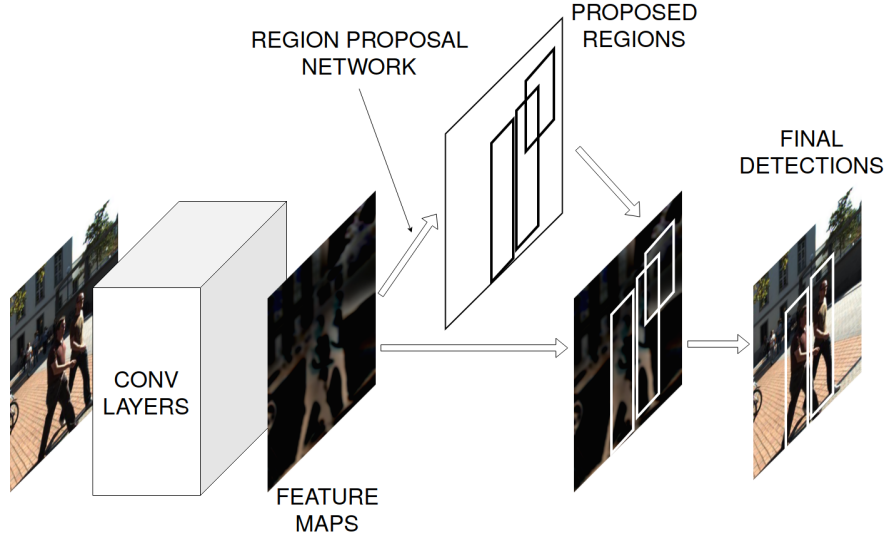 REGION PROPOSAL
NETWORK
PROPOSED
REGIONS
FINAL
DETECTIONS
CONV
LAYERS
FEATURE
MAPS